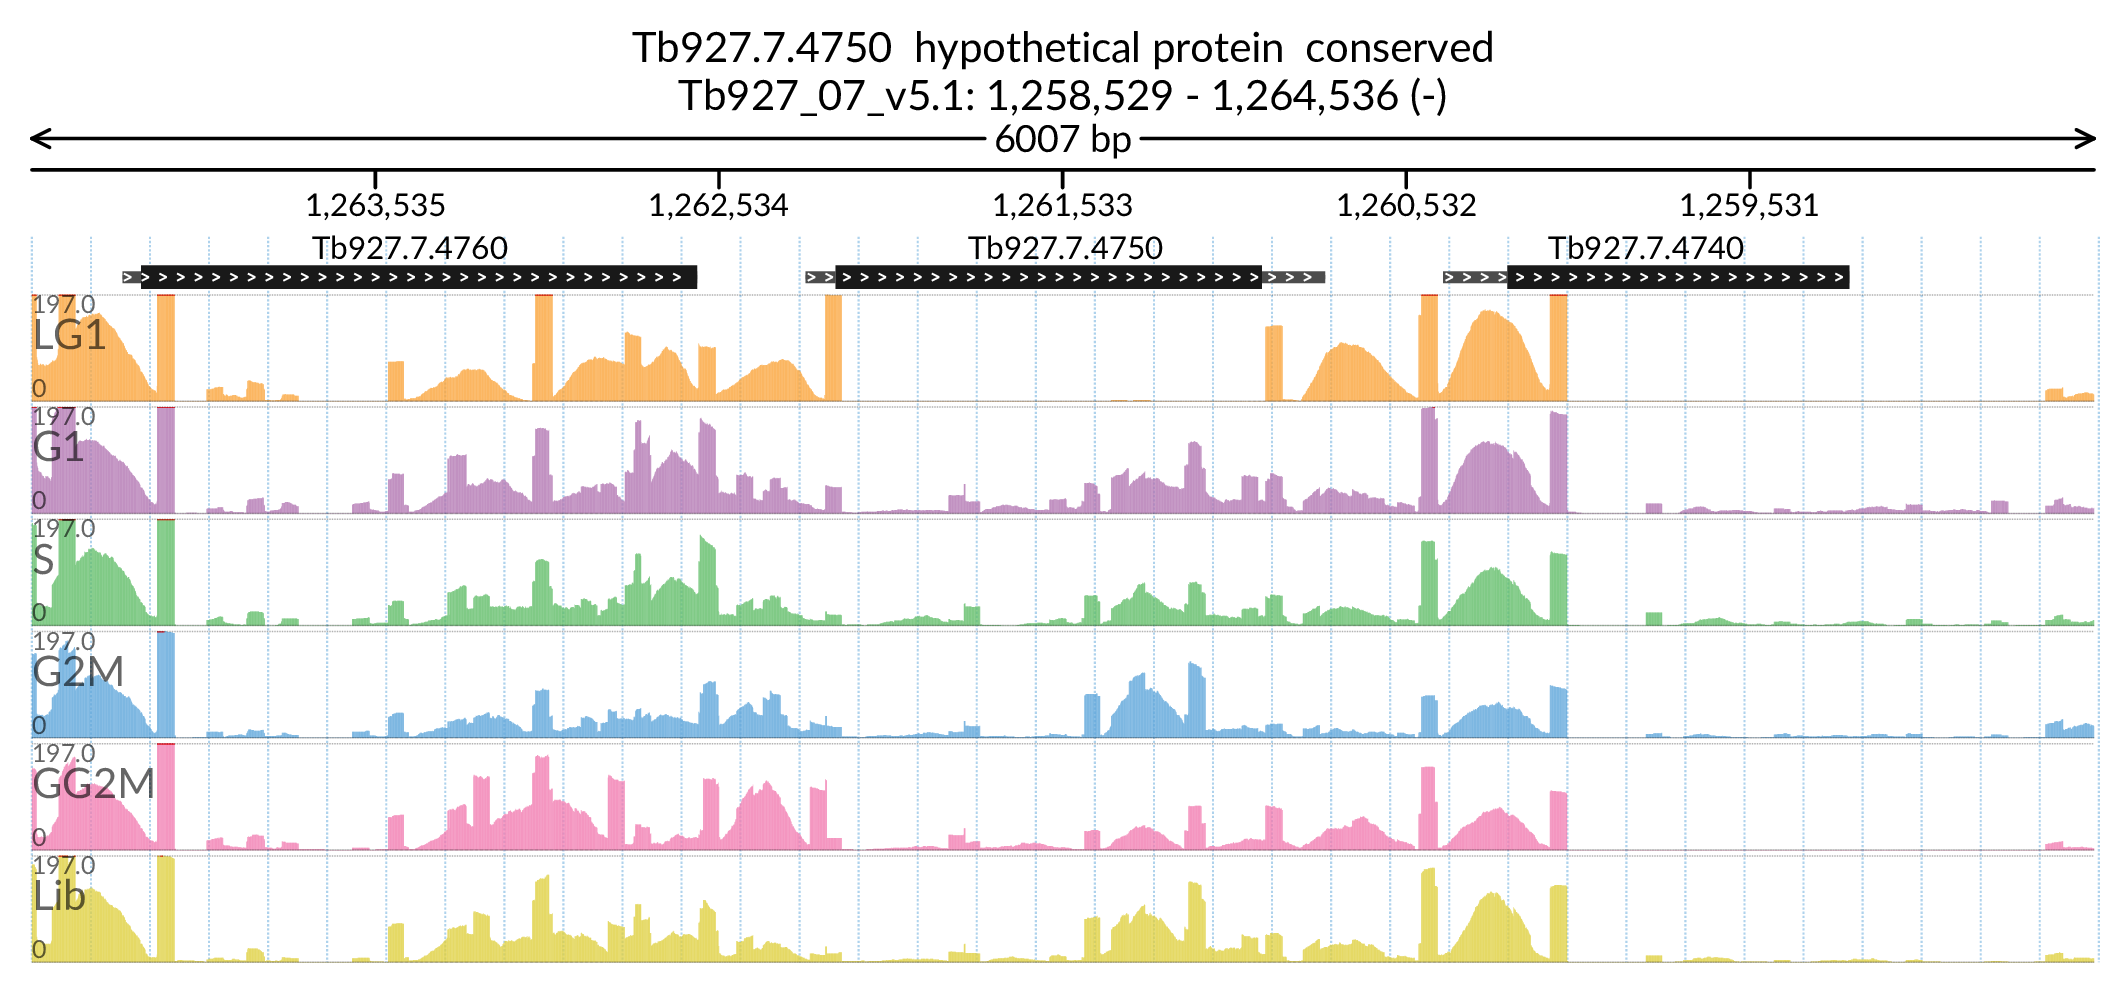 Tb927.7.4750 hypothetical protein conserved
Tb927_07_v5.1: 1,258,529 - 1,264,536 (-)
6007 bp
1,263,535 1,262,534 1,261,533 1,260,532 1,259,531
Tb927.7.4760 Tb927.7.4750 Tb927.7.4740
197.0
LG1
0
197.0
G1
0
197.0
S
0
197.0
G2M
0
197.0
GG2M
0
197.0
Lib
0